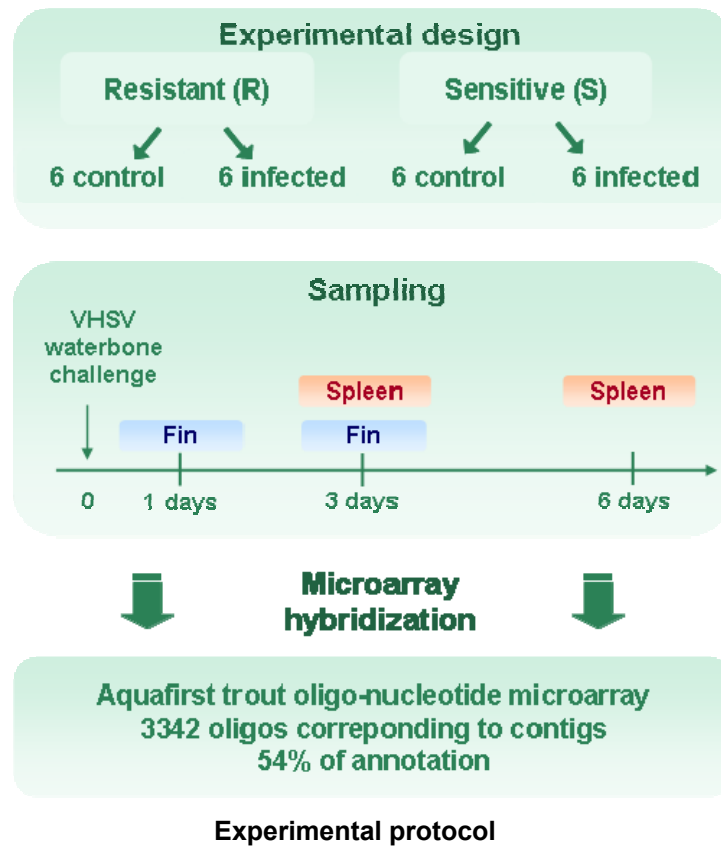 Experimental design
Resistant (R)
Sensitive (S)
6 control
6 infected
6 control
6 infected
Sampling
VHSV
waterbone
challenge
Spleen
Spleen
Fin
Fin
0
1 days
3 days
6 days
Microarray
hybridization
Aquafirst trout oligo-nucleotide microarray
3342 oligos correponding to contigs
54% of annotation
Experimental protocol